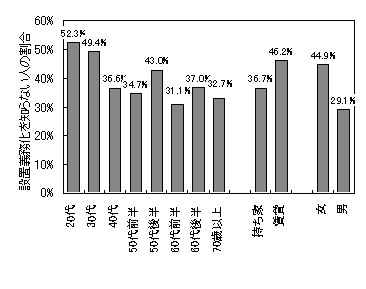 設置義務化を知らない人の割合
60%
50%
40%
30%
20%
10%
0%
52.3%
49.4%
36.6%
34.7%
43.0%
31.1%
37.0%
32.7%
36.7%
46.2%
44.9%
29.1%
20代
30代
40代
50代前半
50代後半
60代前半
60代後半
70歳以上
持ち家
賃貸
女
男